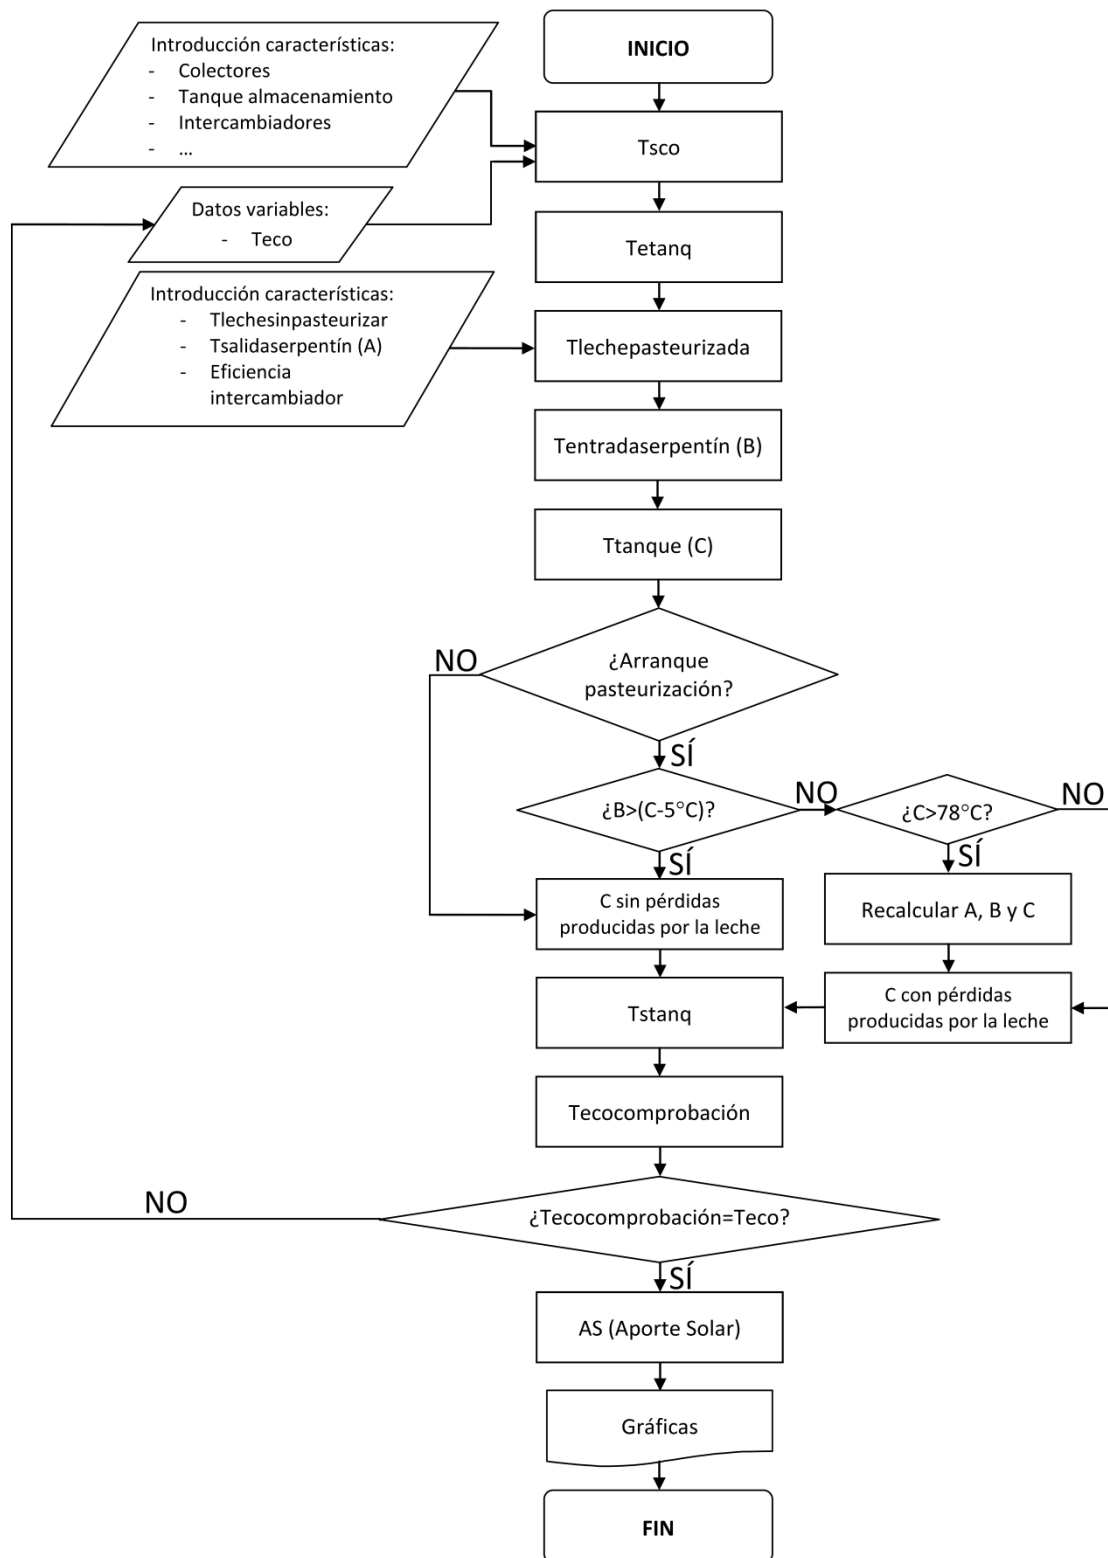 INICIO
Introducción características:
- Colectores
- Tanque almacenamiento
- Intercambiadores
- ...
Tsco
Datos variables:
- Teco
Tetanq
Introducción características:
- Tlechesinpasteurizar
- Tsalidaserpentín (A)
- Eficiencia
intercambiador
Tlechepasteurizada
Tentradaserpentín (B)
Ttanque (C)
¿Arranque
pasteurización?
NO
SÍ
¿B>(C-5°C)?
NO
¿C>78°C?
NO
SÍ
SÍ
C sin pérdidas
producidas por la leche
Recalcular A, B y C
C con pérdidas
producidas por la leche
Tstanq
Tecocomprobación
¿Tecocomprobación=Teco?
NO
SÍ
AS (Aporte Solar)
Gráficas
FIN